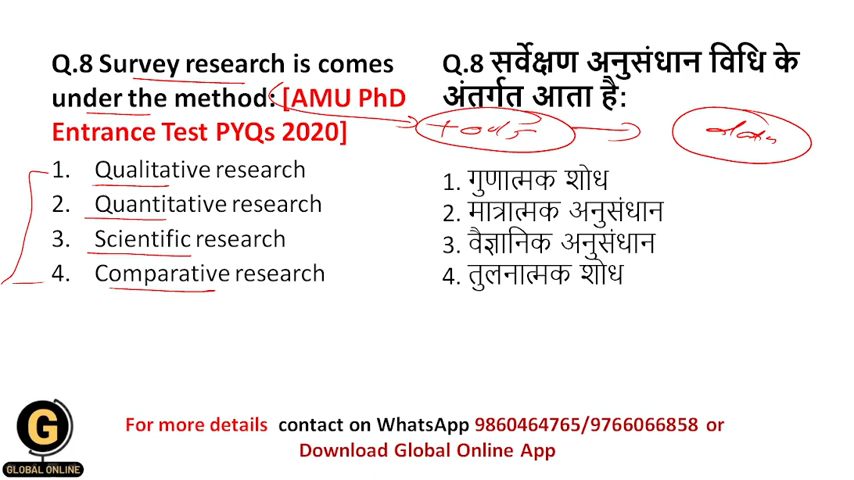 Q.8 Survey research is comes
under the method: [AMU PhD
Entrance Test PYQs 2020]
1. Qualitative research
2. Quantitative research
3. Scientific research
4. Comparative research
Q.8 सर्वेक्षण अनुसंधान विधि के
अंतर्गत आता है:
tools
data
1. गुणात्मक शोध
2. मात्रात्मक अनुसंधान
3. वैज्ञानिक अनुसंधान
4. तुलनात्मक शोध
G
GLOBAL ONLINE
For more details contact on WhatsApp 9860464765/9766066858 or
Download Global Online App